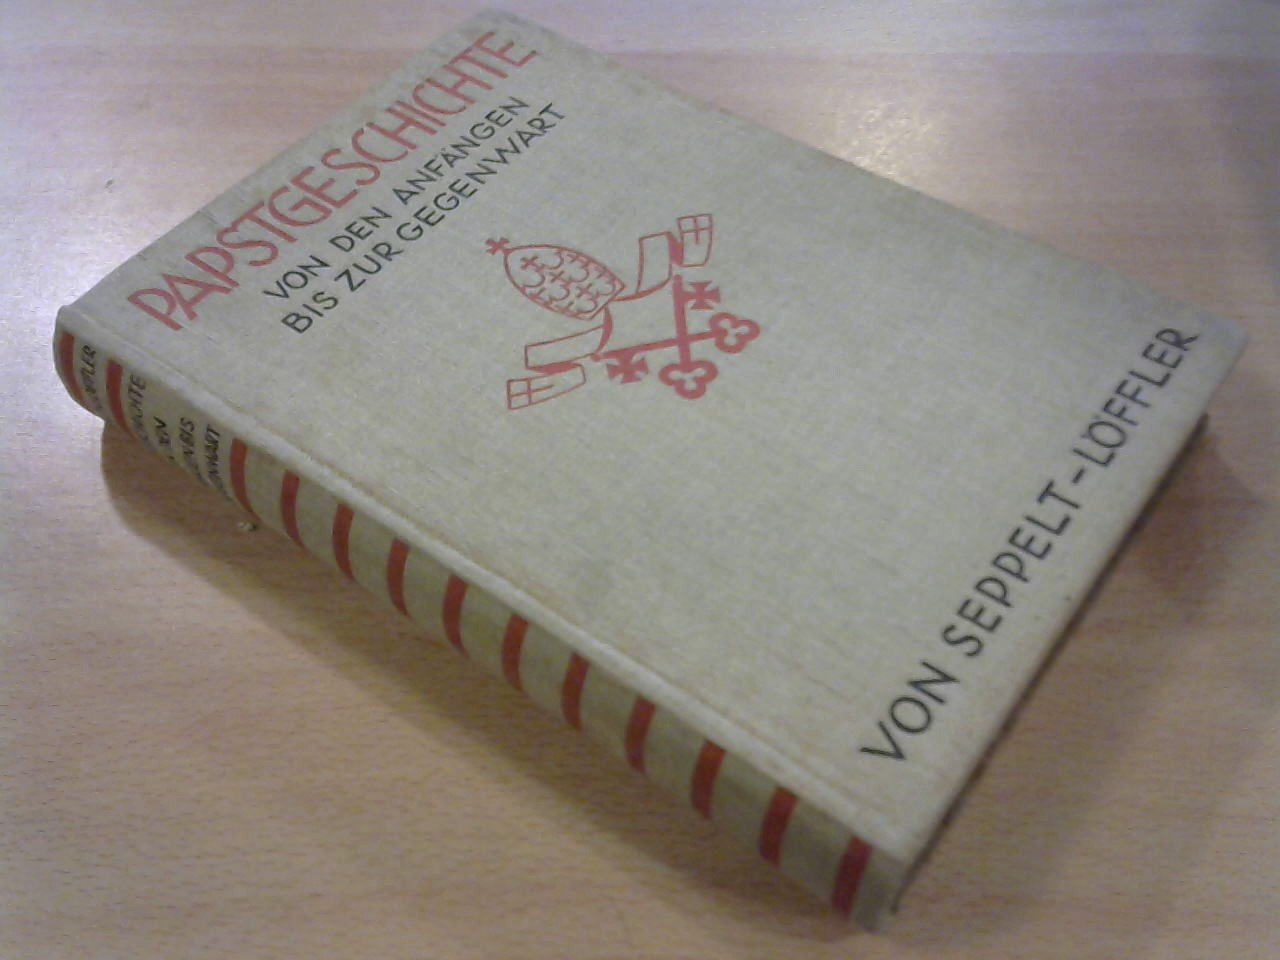 PAPSTGESCHICHTE
VON DEN ANFÄNGEN
BIS ZUR GEGENWART
VON SEPPELT-LÖFFLER